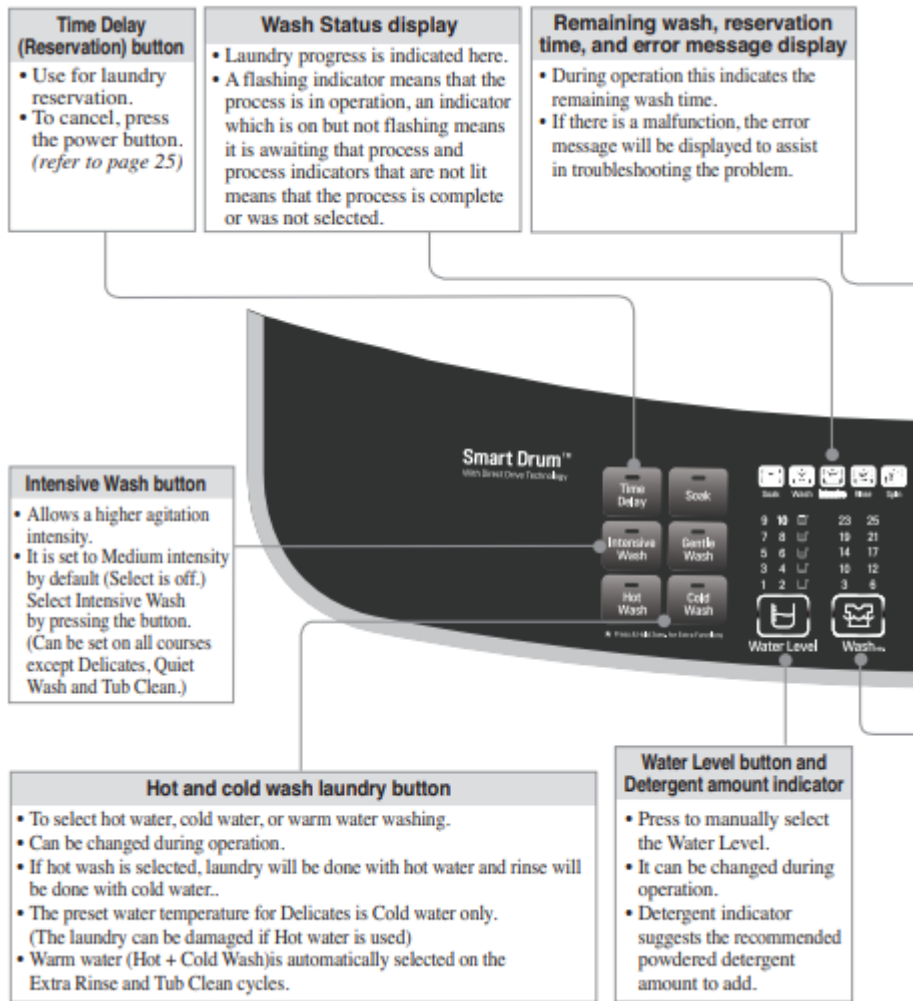 Time Delay
(Reservation) button
• Use for laundry
reservation.
• To cancel, press
the power button.
(refer to page 25)
Wash Status display
• Laundry progress is indicated here.
• A flashing indicator means that the
process is in operation, an indicator
which is on but not flashing means
it is awaiting that process and
process indicators that are not lit
means that the process is complete
or was not selected.
Remaining wash, reservation
time, and error message display
• During operation this indicates the
remaining wash time.
• If there is a malfunction, the error
message will be displayed to assist
in troubleshooting the problem.
Smart Drum™
With Direct Drive Technology
Time
Delay
Soak
Intensive
Wash
Gentle
Wash
Hot
Wash
Cold
Wash
Soak Wash Rinse Spin
9 10 23 25
7 8 19 21
5 6 14 17
3 4 10 12
1 2 3 6
Water Level
Wash
Intensive Wash button
• Allows a higher agitation
intensity.
• It is set to Medium intensity
by default (Select is off.)
Select Intensive Wash
by pressing the button.
(Can be set on all courses
except Delicates, Quiet
Wash and Tub Clean.)
Hot and cold wash laundry button
• To select hot water, cold water, or warm water washing.
• Can be changed during operation.
• If hot wash is selected, laundry will be done with hot water and rinse will
be done with cold water..
• The preset water temperature for Delicates is Cold water only.
(The laundry can be damaged if Hot water is used)
• Warm water (Hot + Cold Wash)is automatically selected on the
Extra Rinse and Tub Clean cycles.
Water Level button and
Detergent amount indicator
• Press to manually select
the Water Level.
• It can be changed during
operation.
• Detergent indicator
suggests the recommended
powdered detergent
amount to add.